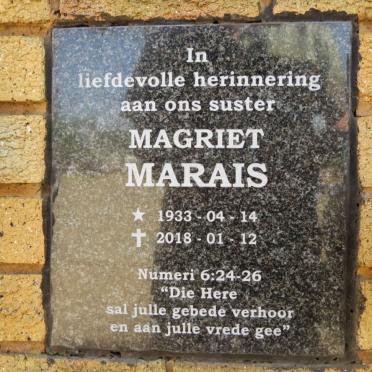 In
liefdevolle herinnering
aan ons suster
MAGRIET
MARAIS
★ 1933 - 04 - 14
✝ 2018 - 01 - 12
Numeri 6:24-26
"Die Here
sal julle gebede verhoor
en aan julle vrede gee"